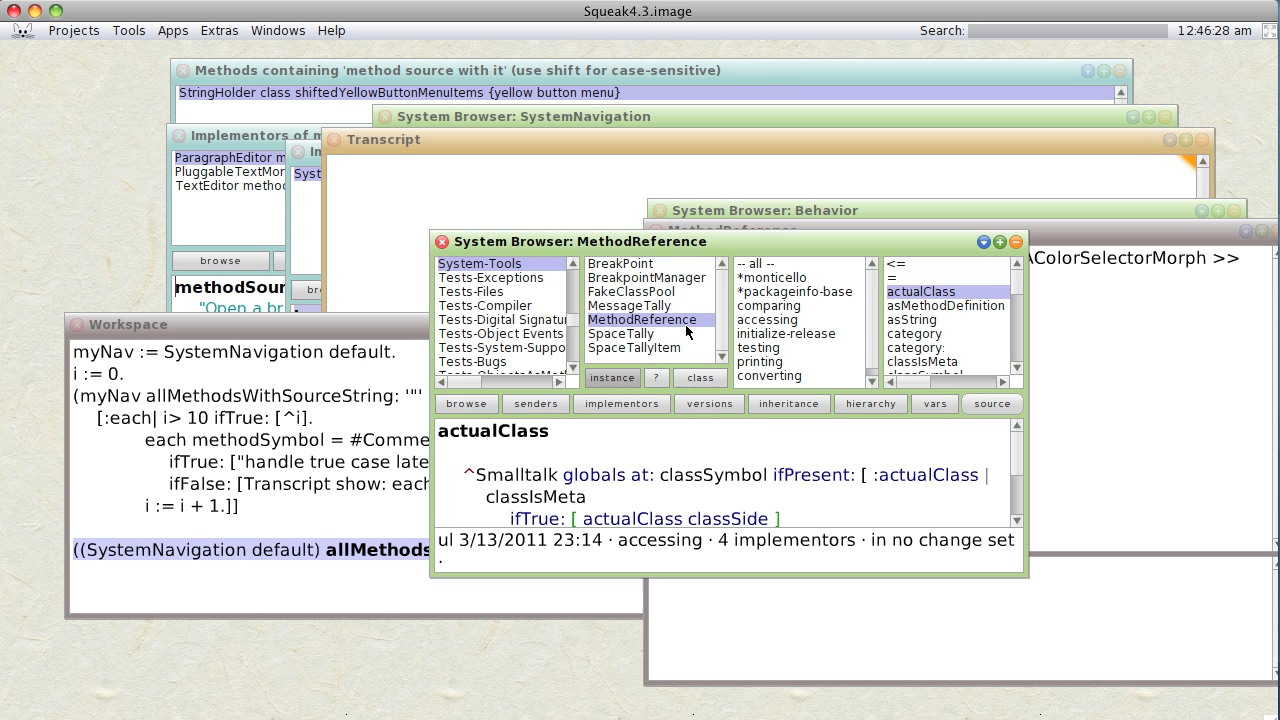 Squeak4.3.image
Projects Tools Apps Extras Windows Help Search: 12:46:28 am
Methods containing 'method source with it' (use shift for case-sensitive)
StringHolder class shiftedYellowButtonMenuItems {yellow button menu}
System Browser: SystemNavigation
Implementors of m
Transcript
ParagraphEditor m
PluggableTextMor
TextEditor metho
Syst
browse
methodSour
"Open a br
System Browser: Behavior
AColorSelectorMorph >>
Workspace
myNav := SystemNavigation default.
i := 0.
(myNav allMethodsWithSourceString: '"'
[:each| i> 10 ifTrue: [^i].
each methodSymbol = #Comme
ifTrue: ["handle true case late
ifFalse: [Transcript show: each
i := i + 1.]]
((SystemNavigation default) allMethods
System Browser: MethodReference
System-Tools
Tests-Exceptions
Tests-Files
Tests-Compiler
Tests-Digital Signatu
Tests-Object Events
Tests-System-Suppo
Tests-Bugs
BreakPoint
BreakpointManager
FakeClassPool
MessageTally
MethodReference
SpaceTally
SpaceTallyItem
instance ? class
-- all --
*monticello
*packageinfo-base
comparing
accessing
initialize-release
testing
printing
converting
<=
=
actualClass
asMethodDefinition
asString
category
category:
classIsMeta
browse senders implementors versions inheritance hierarchy vars source
actualClass
^Smalltalk globals at: classSymbol ifPresent: [ :actualClass |
classIsMeta
ifTrue: [ actualClass classSide ]
ul 3/13/2011 23:14 · accessing · 4 implementors · in no change set
.